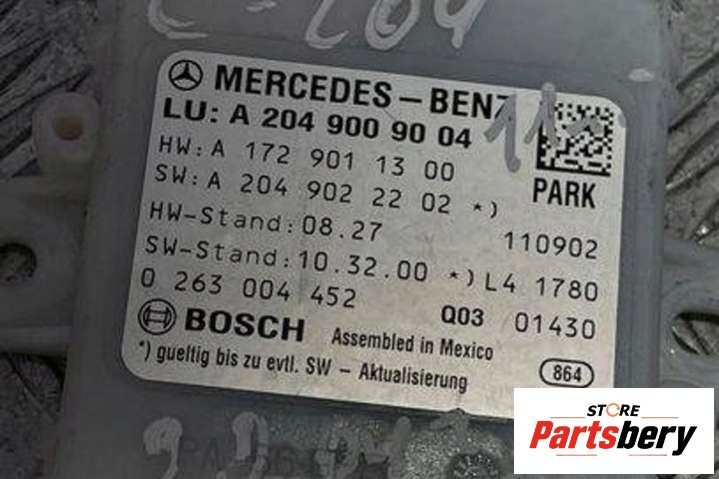 C-204
MERCEDES-BENZ
LU: A 204 900 90 04
11
HW: A 172 901 13 00
SW: A 204 902 22 02 *)
PARK
HW-Stand: 08.27
110902
SW-Stand: 10.32.00 *) L4 1780
0 263 004 452
Q03 01430
BOSCH
Assembled in Mexico
*) gueltig bis zu evtl. SW - Aktualisierung
864
STORE
Partsbery